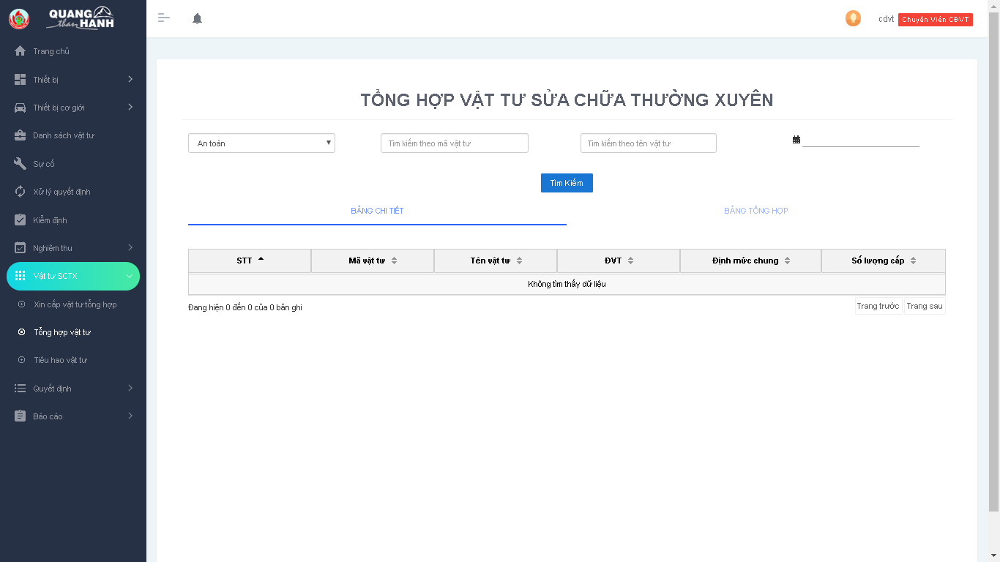 QUANG
than HANH
cdvt Chuyên Viên CĐVT
Trang chủ
Thiết bị
Thiết bị cơ giới
Danh sách vật tư
Sự cố
Xử lý quyết định
Kiểm định
Nghiệm thu
Vật tư SCTX
Xin cấp vật tư tổng hợp
Tổng hợp vật tư
Tiêu hao vật tư
Quyết định
Báo cáo
TỔNG HỢP VẬT TƯ SỬA CHỮA THƯỜNG XUYÊN
An toàn Tìm kiếm theo mã vật tư Tìm kiếm theo tên vật tư
Tìm Kiếm
BẢNG CHI TIẾT BẢNG TỔNG HỢP
STT Mã vật tư Tên vật tư ĐVT Định mức chung Số lượng cấp
Không tìm thấy dữ liệu
Đang hiện 0 đến 0 của 0 bản ghi Trang trước Trang sau